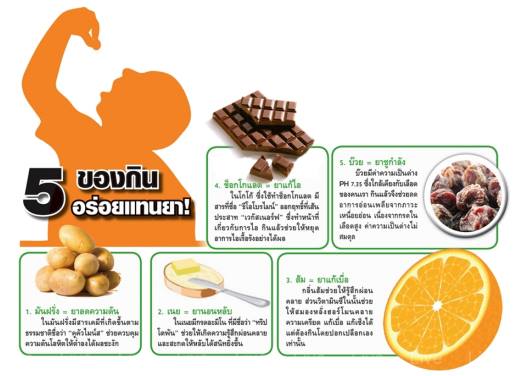 5 ของกิน
อร่อยแทนยา!
1. มันฝรั่ง = ยาลดความดัน
ในมันฝรั่งมีสารเคมีที่เกิดขึ้นตาม
ธรรมชาติชื่อว่า "คูคัวไมน์ส" ช่วยควบคุม
ความดันโลหิตให้ต่ำลงได้ผลชะงัก
2. เนย = ยานอนหลับ
ในเนยมีกรดอะมิโน ที่มีชื่อว่า "ทริป
โตพัน" ช่วยให้เกิดความรู้สึกผ่อนคลาย
และสะกดให้หลับได้สนิทยิ่งขึ้น
3. ส้ม = ยาแก้เบื่อ
กลิ่นส้มช่วยให้รู้สึกผ่อน
คลาย ส่วนวิตามินซีในนั้นช่วย
ให้สมองหลั่งฮอร์โมนคลาย
ความเครียด แก้เบื่อ แก้เซ็งได้
แต่ต้องกินโดยปอกเปลือกเอง
เท่านั้น
4. ช็อกโกแลต = ยาแก้ไอ
ในโกโก้ ซึ่งใช้ทำช็อกโกแลต มี
สารที่ชื่อ "ธีโอโบรไมน์" ออกฤทธิ์ที่เส้น
ประสาท "เวกัสเนอร์ฟ" ซึ่งทำหน้าที่
เกี่ยวกับการไอ กินแล้วช่วยให้หยุด
อาการไอเรื้อรังอย่างได้ผล
5. บ๊วย = ยาชูกำลัง
บ๊วยมีค่าความเป็นด่าง
PH 7.35 ซึ่งใกล้เคียงกับเลือด
ของคนเรา กินแล้วจึงช่วยลด
อาการอ่อนเพลียจากภาวะ
เหนื่อยอ่อน เนื่องจากกรดใน
เลือดสูง ค่าความเป็นด่างไม่
สมดุล